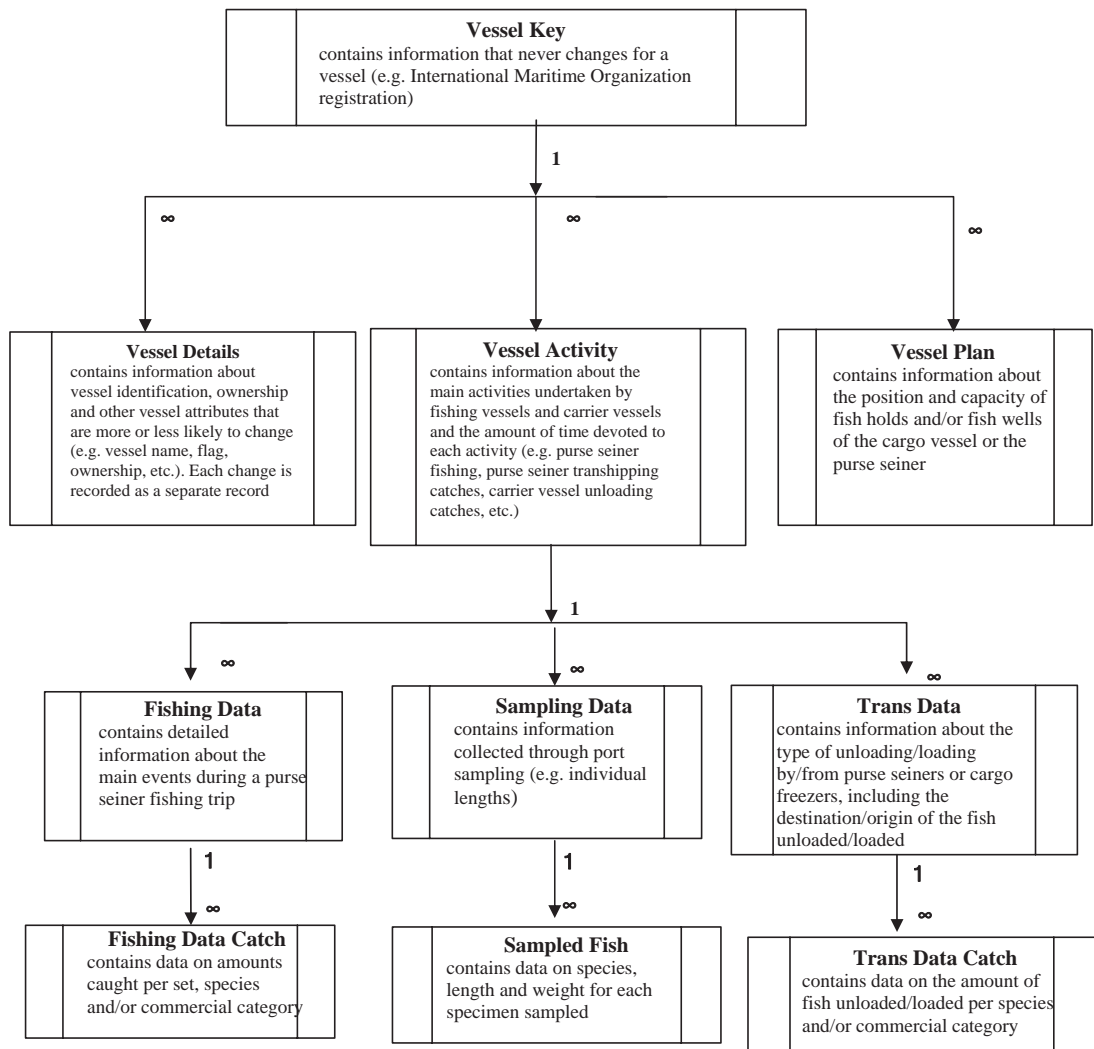 Vessel Key
contains information that never changes for a
vessel (e.g. International Maritime Organization
registration)
1
∞
∞
∞
Vessel Details
contains information about
vessel identification, ownership
and other vessel attributes that
are more or less likely to change
(e.g. vessel name, flag,
ownership, etc.). Each change is
recorded as a separate record
Vessel Activity
contains information about the
main activities undertaken by
fishing vessels and carrier vessels
and the amount of time devoted to
each activity (e.g. purse seiner
fishing, purse seiner transhipping
catches, carrier vessel unloading
catches, etc.)
Vessel Plan
contains information about
the position and capacity of
fish holds and/or fish wells
of the cargo vessel or the
purse seiner
1
∞
∞
∞
Fishing Data
contains detailed
information about the
main events during a purse
seiner fishing trip
Sampling Data
contains information
collected through port
sampling (e.g. individual
lengths)
Trans Data
contains information about the
type of unloading/loading
by/from purse seiners or cargo
freezers, including the
destination/origin of the fish
unloaded/loaded
1
1
1
∞
∞
∞
Fishing Data Catch
contains data on amounts
caught per set, species
and/or commercial category
Sampled Fish
contains data on species,
length and weight for each
specimen sampled
Trans Data Catch
contains data on the amount of
fish unloaded/loaded per species
and/or commercial category